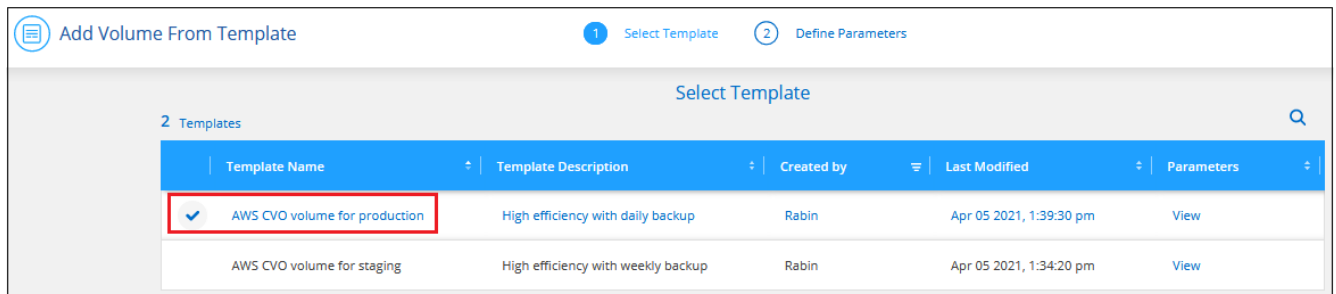 Add Volume From Template
1 Select Template 2 Define Parameters
Select Template
2 Templates
Template Name Template Description Created by Last Modified Parameters
AWS CVO volume for production High efficiency with daily backup Rabin Apr 05 2021, 1:39:30 pm View
AWS CVO volume for staging High efficiency with weekly backup Rabin Apr 05 2021, 1:34:20 pm View